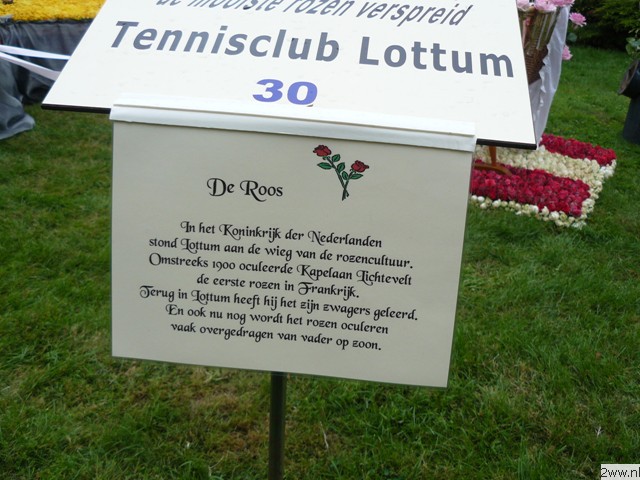 de mooiste rozen verspreid
Tennisclub Lottum
30
De Roos
In het Koninkrijk der Nederlanden
stond Lottum aan de wieg van de rozencultuur.
Omstreeks 1900 oculeerde Kapelaan Lichtevelt
de eerste rozen in Frankrijk.
Terug in Lottum heeft hij het zijn zwagers geleerd.
En ook nu nog wordt het rozen oculeren
vaak overgedragen van vader op zoon.
2ww.nl